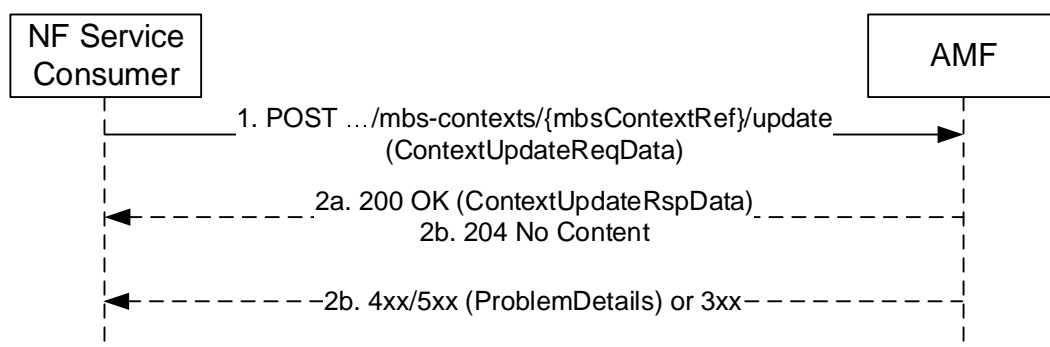 NF Service
Consumer
AMF
1. POST …/mbs-contexts/{mbsContextRef}/update
(ContextUpdateReqData)
2a. 200 OK (ContextUpdateRspData)
2b. 204 No Content
2b. 4xx/5xx (ProblemDetails) or 3xx